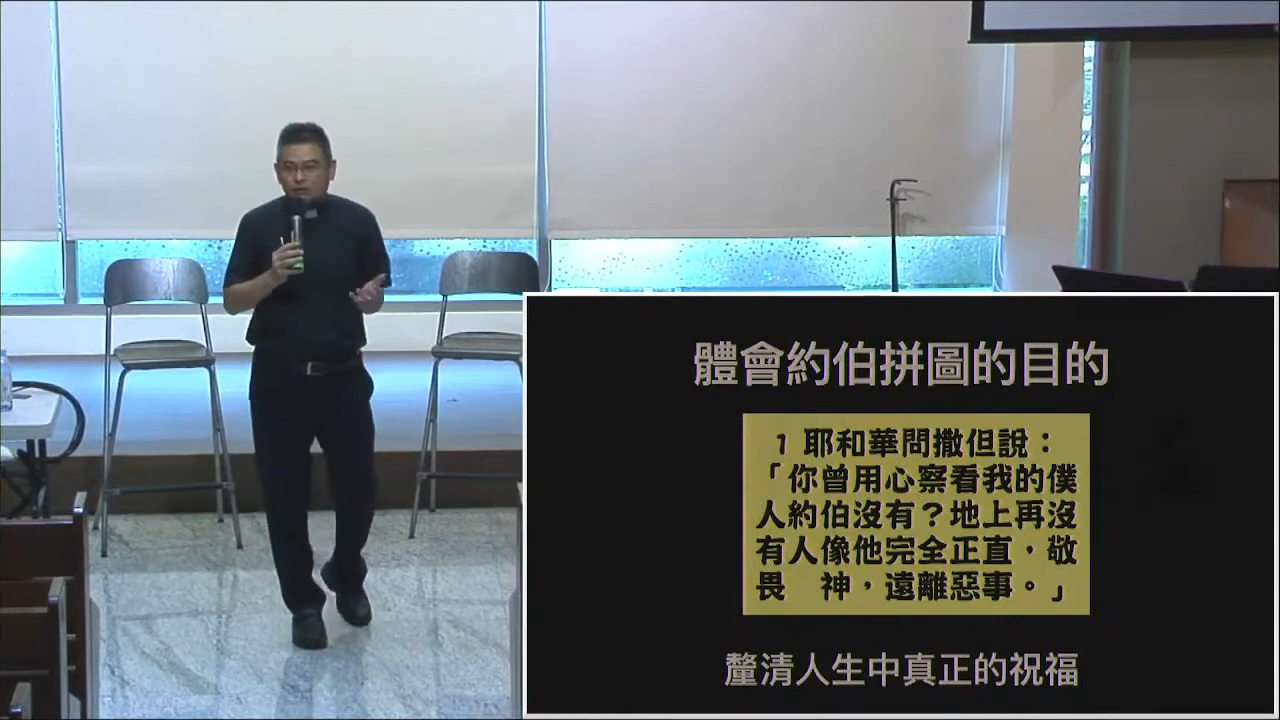 體會約伯拼圖的目的
1 耶和華問撒但說：
「你曾用心察看我的僕
人約伯沒有？地上再沒
有人像他完全正直，敬
畏　神，遠離惡事。」
釐清人生中真正的祝福